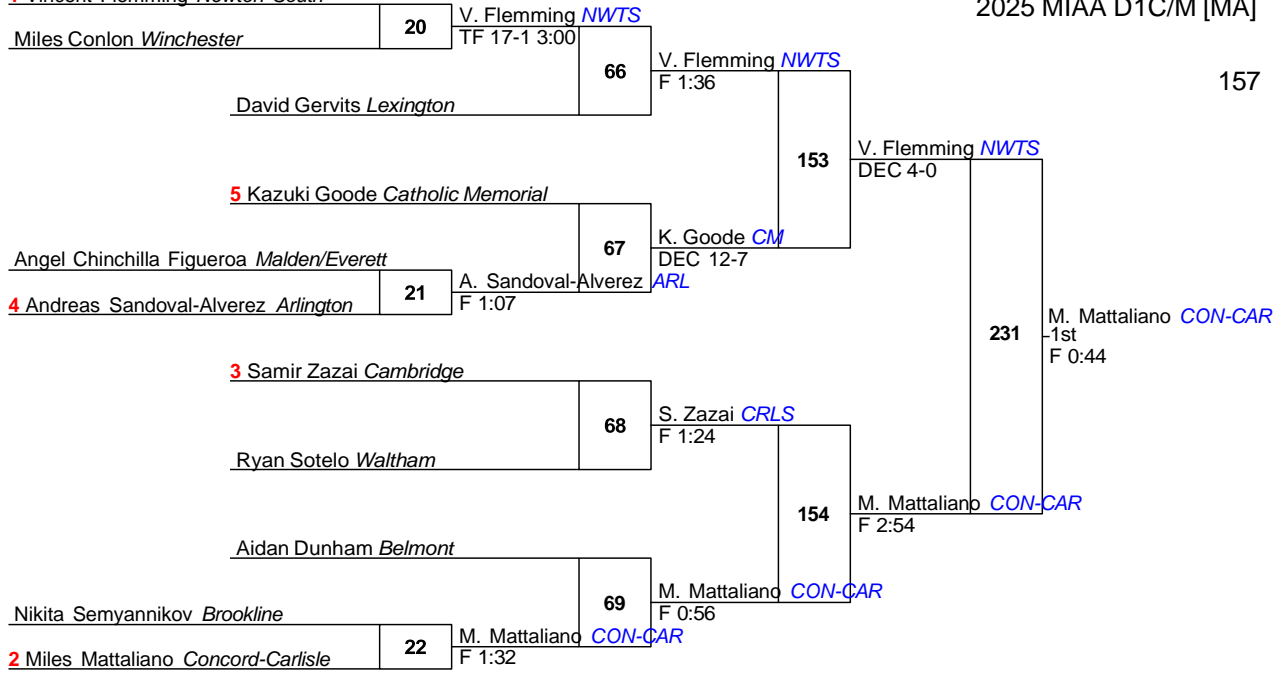 Vincent Flemming Newton South
2025 MIAA D1C/M [MA]
157
Miles Conlon Winchester
20
V. Flemming NWTS
TF 17-1 3:00
66
V. Flemming NWTS
F 1:36
David Gervits Lexington
153
V. Flemming NWTS
DEC 4-0
5 Kazuki Goode Catholic Memorial
67
K. Goode CM
DEC 12-7
Angel Chinchilla Figueroa Malden/Everett
21
A. Sandoval-Alverez ARL
F 1:07
4 Andreas Sandoval-Alverez Arlington
231
M. Mattaliano CON-CAR
1st
F 0:44
3 Samir Zazai Cambridge
68
S. Zazai CRLS
F 1:24
Ryan Sotelo Waltham
154
M. Mattaliano CON-CAR
F 2:54
Aidan Dunham Belmont
69
M. Mattaliano CON-CAR
F 0:56
Nikita Semyannikov Brookline
22
M. Mattaliano CON-CAR
F 1:32
2 Miles Mattaliano Concord-Carlisle